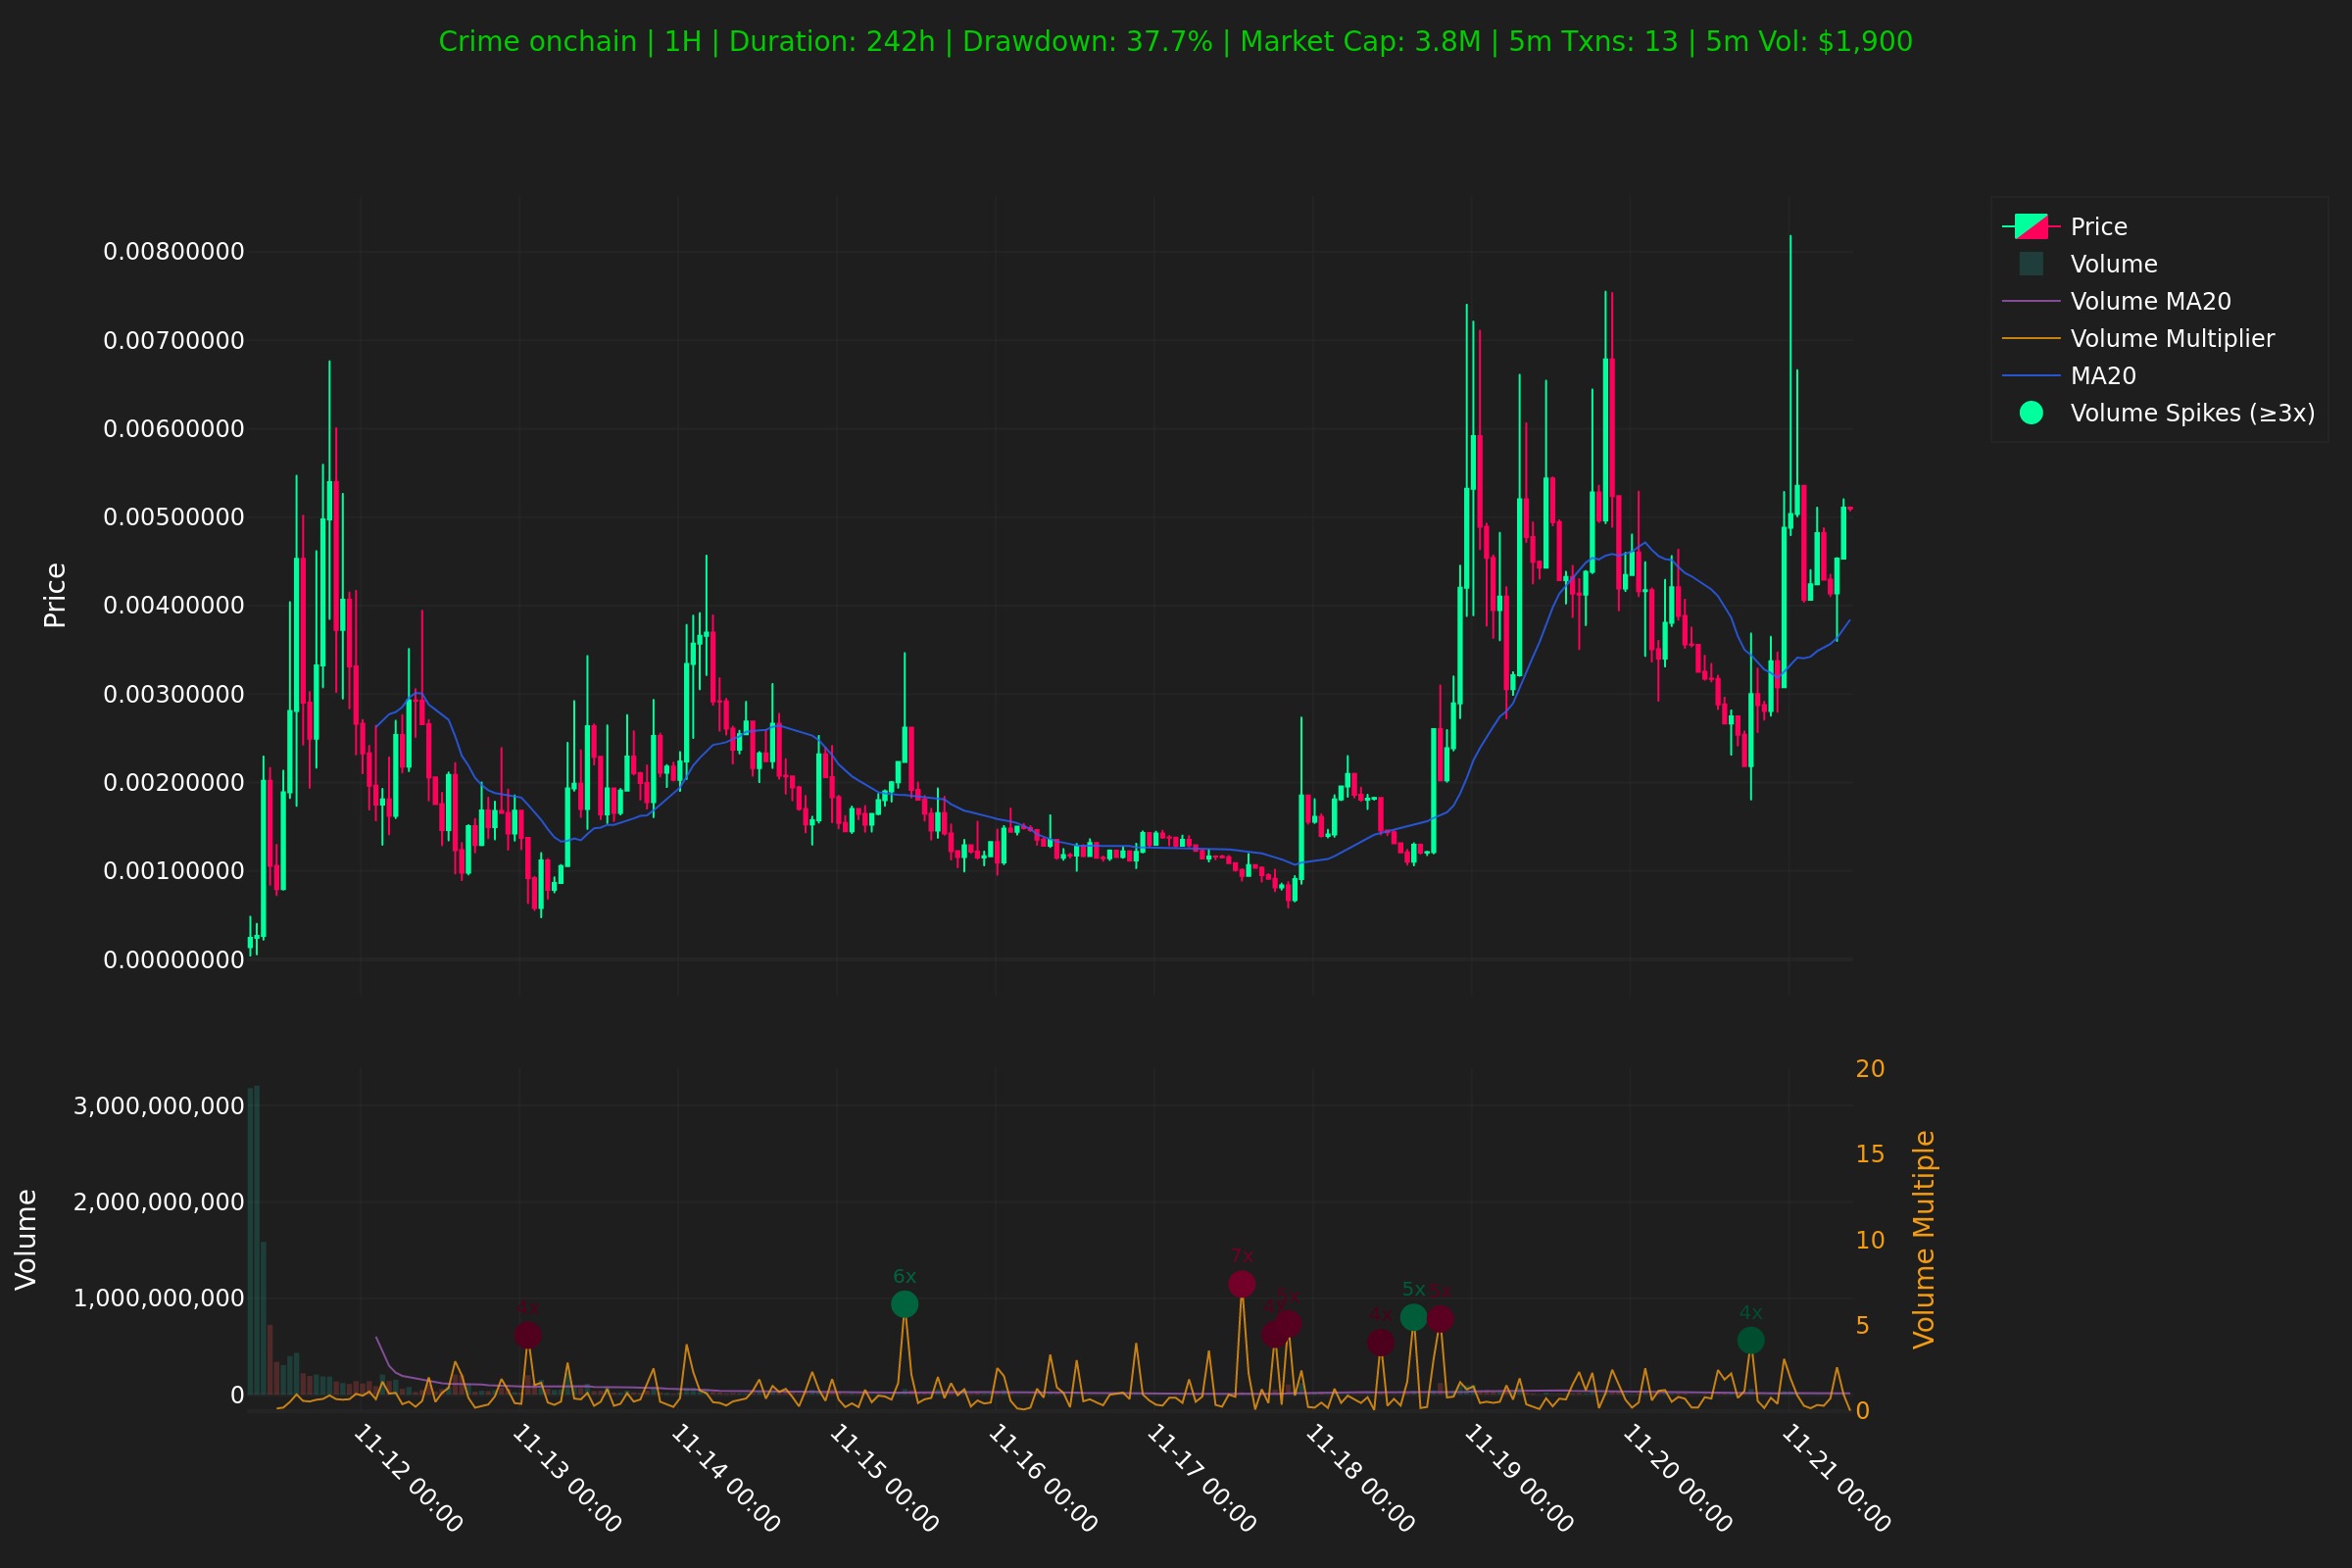 Crime onchain | 1H | Duration: 242h | Drawdown: 37.7% | Market Cap: 3.8M | 5m Txns: 13 | 5m Vol: $1,900
Price
0.00800000
0.00700000
0.00600000
0.00500000
0.00400000
0.00300000
0.00200000
0.00100000
0.00000000
Price
Volume
Volume MA20
Volume Multiplier
MA20
Volume Spikes (≥3x)
Volume
3,000,000,000
2,000,000,000
1,000,000,000
0
4x
6x
7x
5x
4x
5x
5x
4x
20
15
10
5
0
Volume Multiple
11-12 00:00
11-13 00:00
11-14 00:00
11-15 00:00
11-16 00:00
11-17 00:00
11-18 00:00
11-19 00:00
11-20 00:00
11-21 00:00